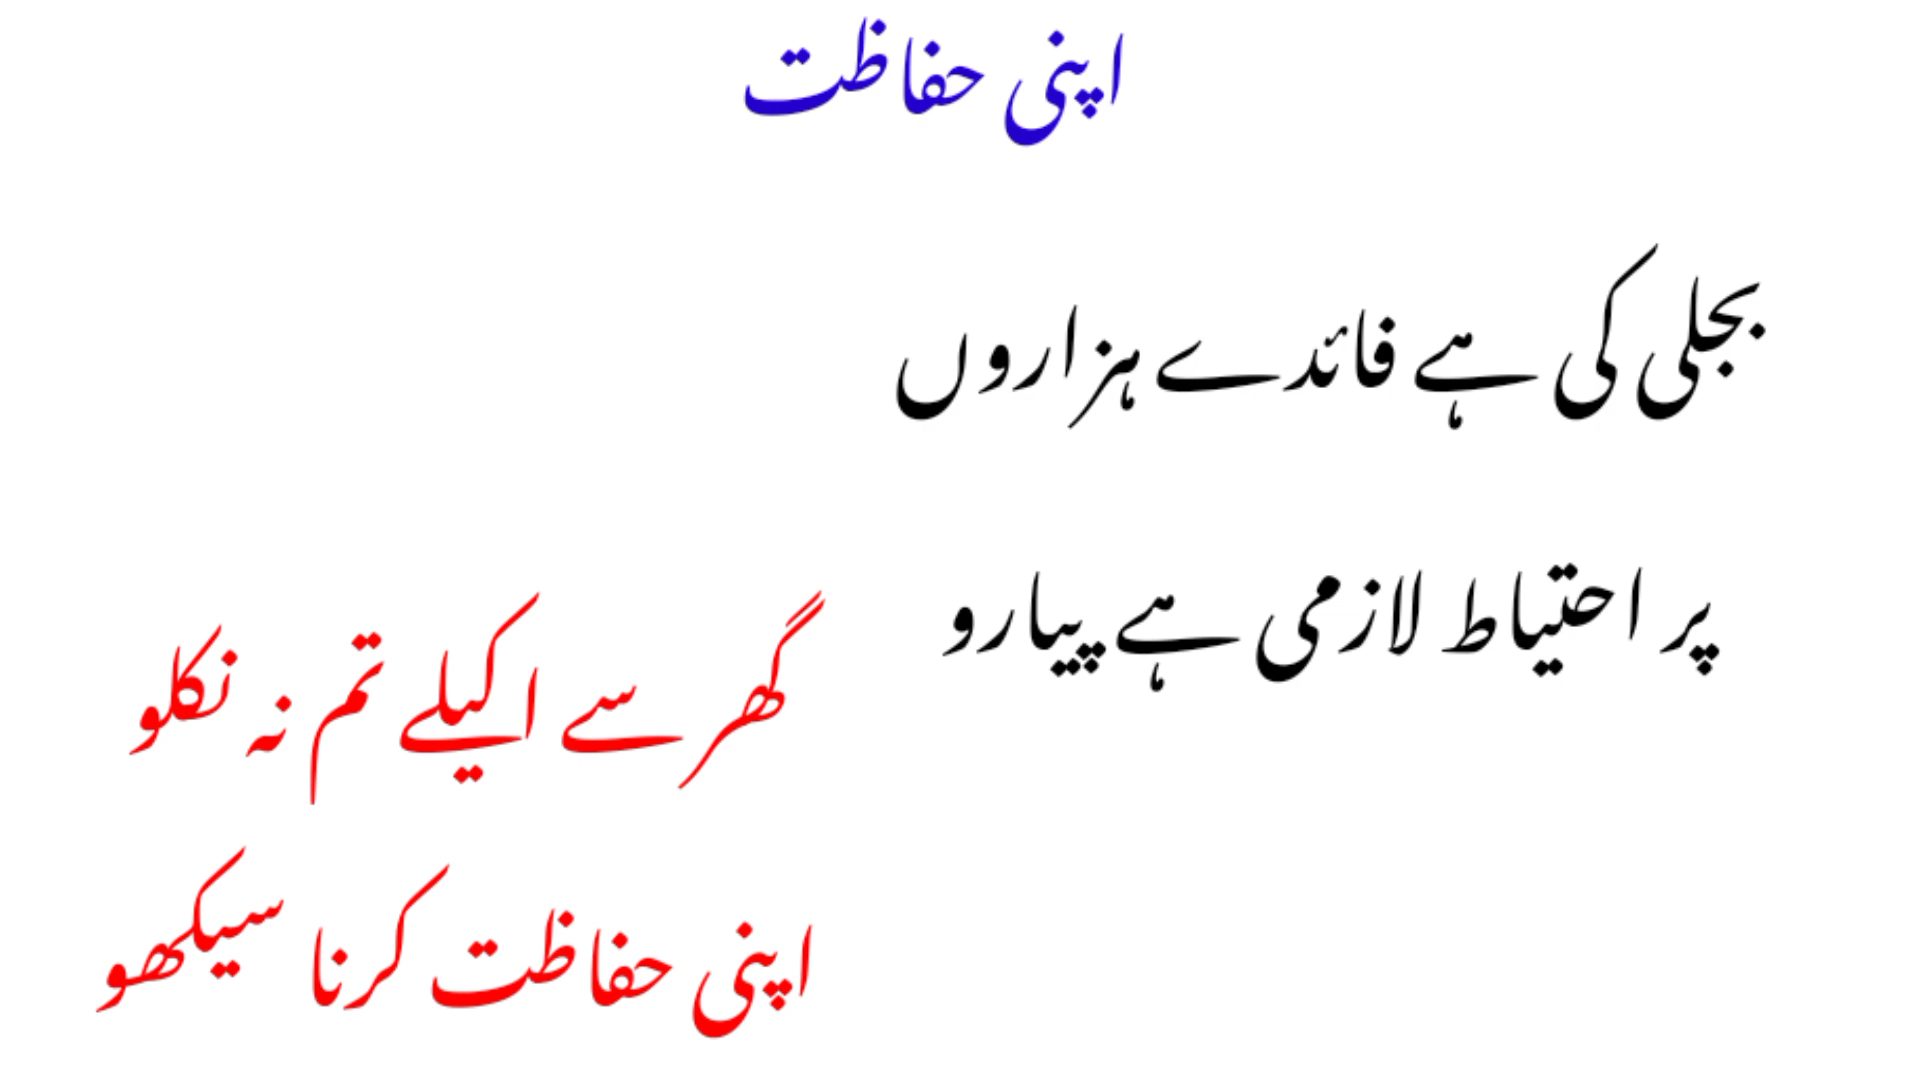 اپنی حفاظت
بجلی کی ہے فائدے ہزاروں
پر احتیاط لازمی ہے پیارو
گھر سے اکیلے تم نہ نکلو
اپنی حفاظت کرنا سیکھو